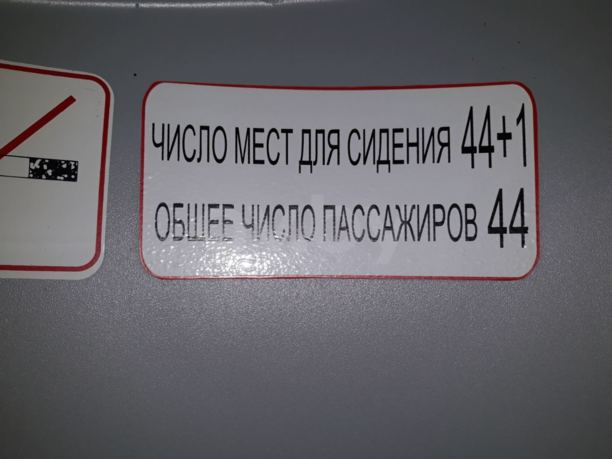 ЧИСЛО МЕСТ ДЛЯ СИДЕНИЯ 44+1
ОБЩЕЕ ЧИСЛО ПАССАЖИРОВ 44